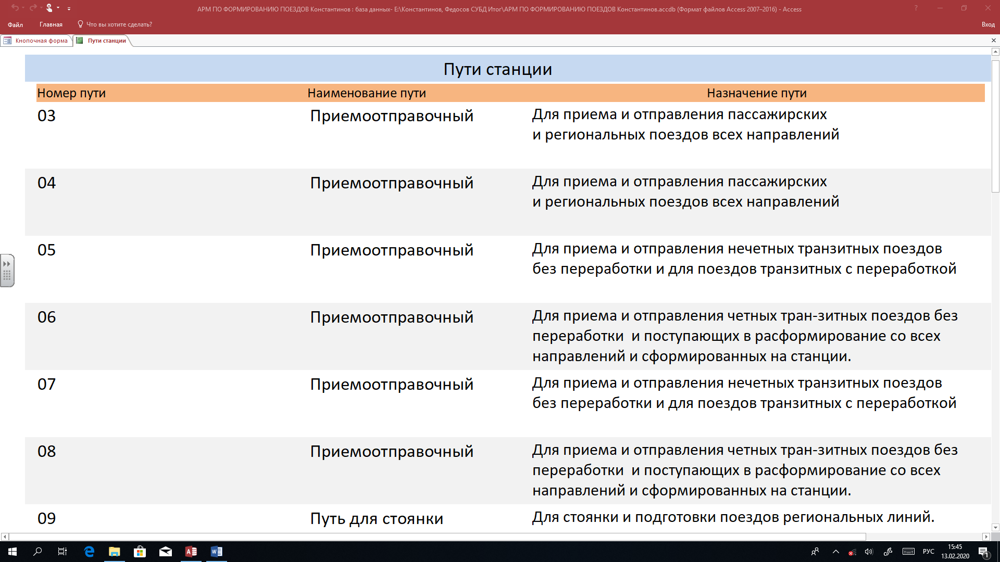 АРМ ПО ФОРМИРОВАНИЮ ПОЕЗДОВ Константинов : база данных- E:\Константинов, Федосов СУБД Итог\АРМ ПО ФОРМИРОВАНИЮ ПОЕЗДОВ Константинов.accdb (Формат файлов Access 2007–2016) - Access
Файл Главная Что вы хотите сделать? Вход
Кнопочная форма Пути станции
Пути станции
Номер пути Наименование пути Назначение пути
03 Приемоотправочный Для приема и отправления пассажирских
и региональных поездов всех направлений
04 Приемоотправочный Для приема и отправления пассажирских
и региональных поездов всех направлений
05 Приемоотправочный Для приема и отправления нечетных транзитных поездов
без переработки и для поездов транзитных с переработкой
06 Приемоотправочный Для приема и отправления четных тран-зитных поездов без
переработки  и поступающих в расформирование со всех
направлений и сформированных на станции.
07 Приемоотправочный Для приема и отправления нечетных транзитных поездов
без переработки и для поездов транзитных с переработкой
08 Приемоотправочный Для приема и отправления четных тран-зитных поездов без
переработки  и поступающих в расформирование со всех
направлений и сформированных на станции.
09 Путь для стоянки Для стоянки и подготовки поездов региональных линий.
РУС
15:45
13.02.2020
1